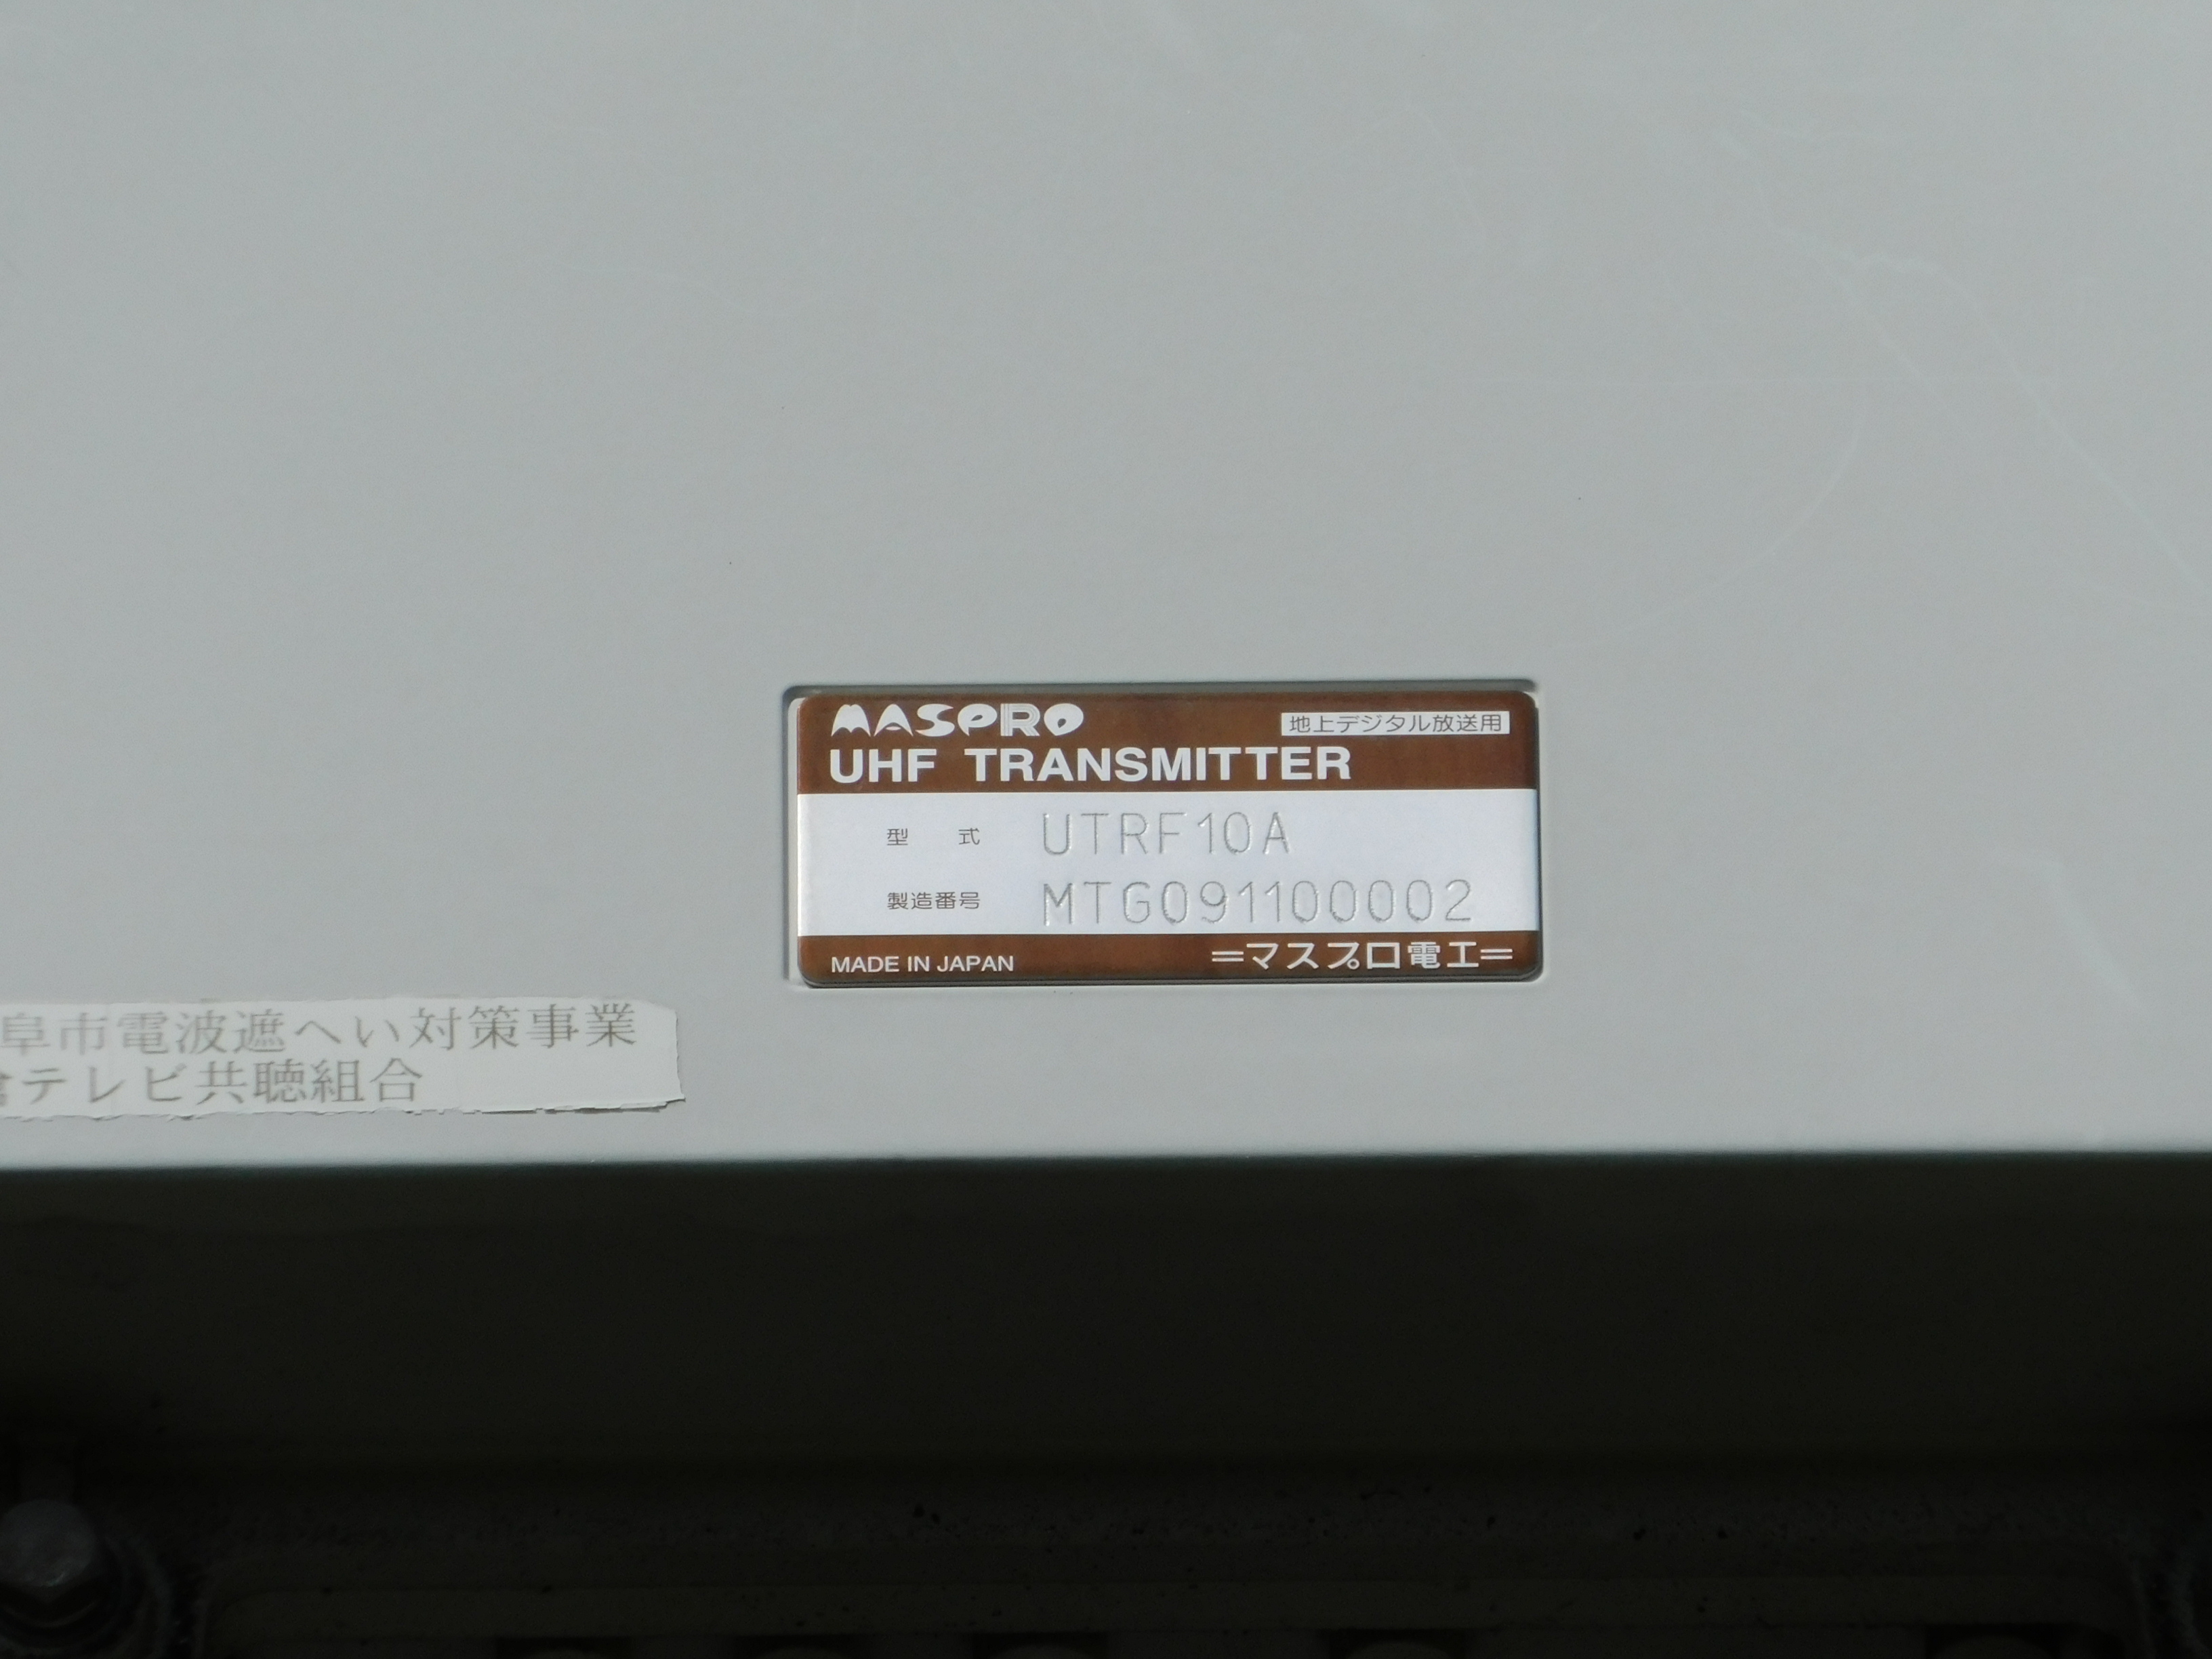 MASPRO 地上デジタル放送用
UHF TRANSMITTER
型式 UTRF10A
製造番号 MTG091100002
MADE IN JAPAN =マスプロ電工=
阜市電波遮へい対策事業
テレビ共聴組合